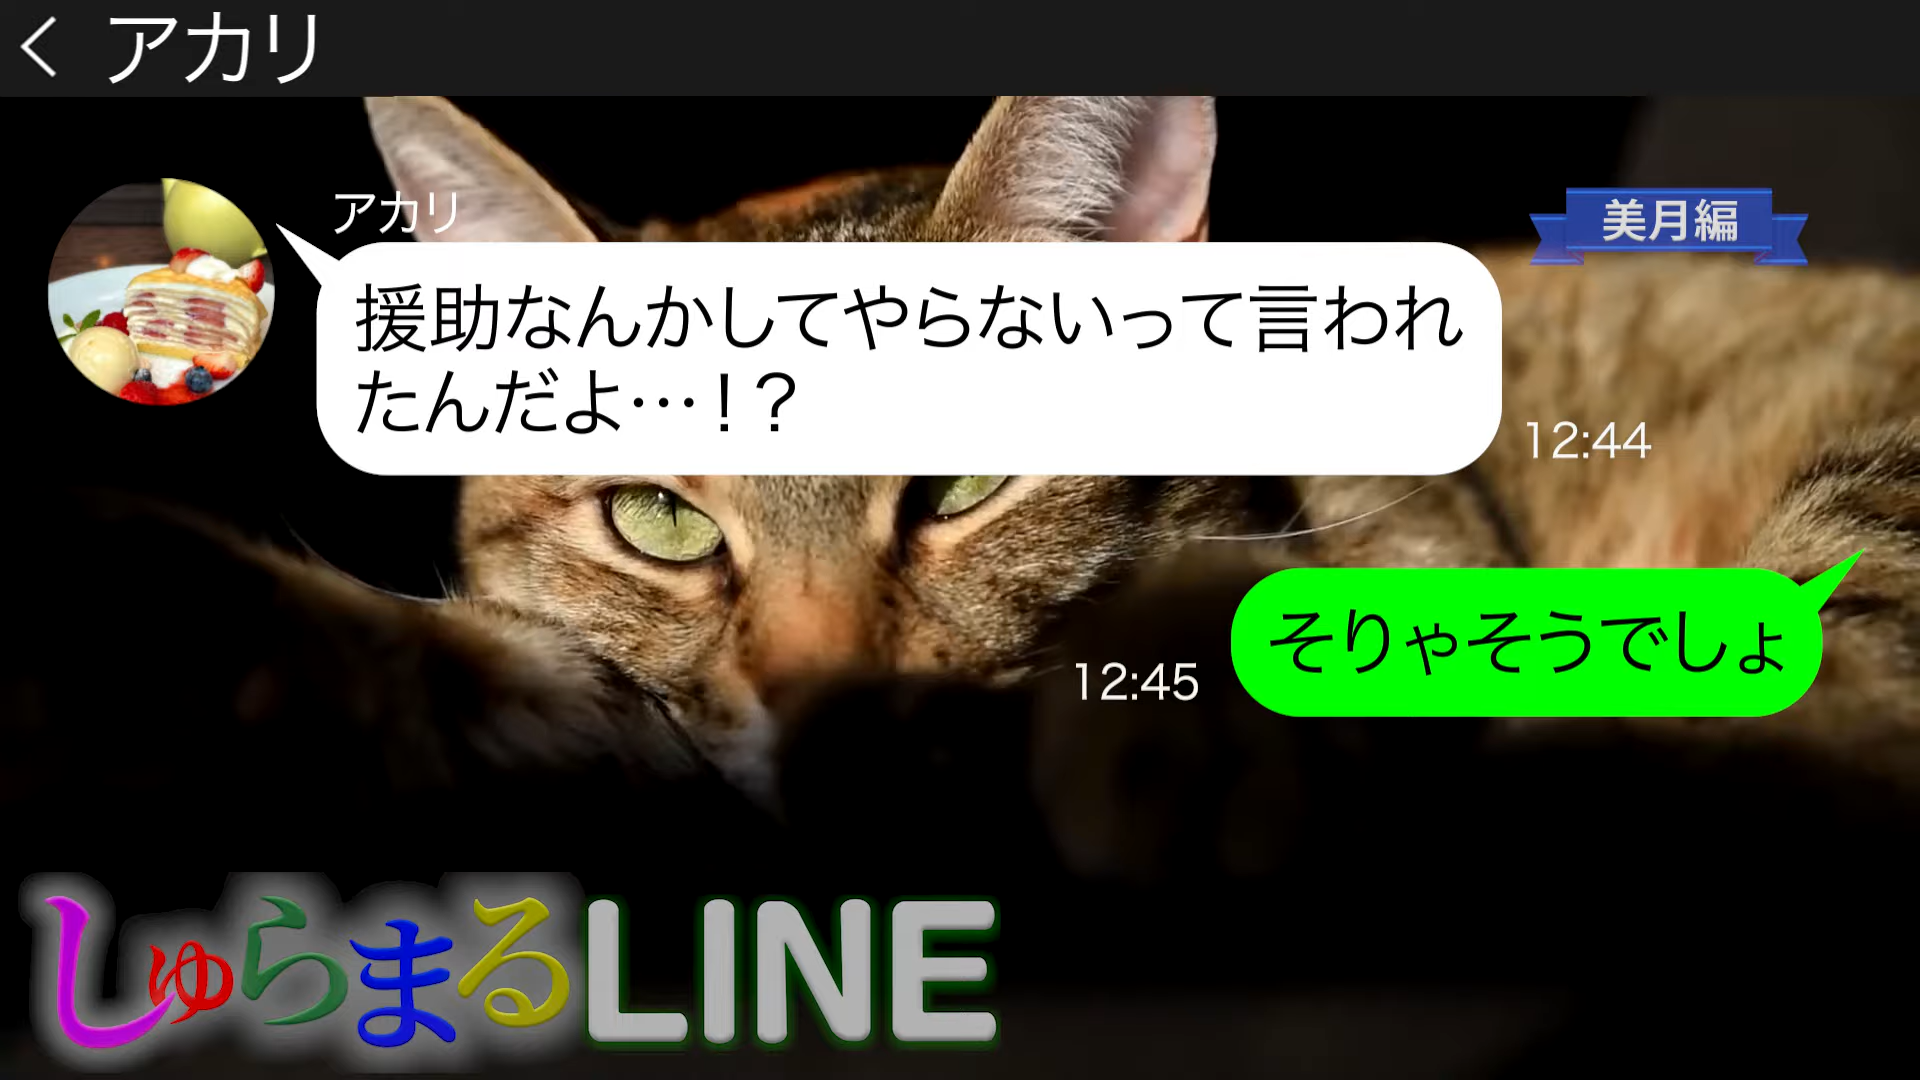 アカリ
アカリ
美月編
援助なんかしてやらないって言われ
たんだよ…！？
12:44
そりゃそうでしょ
12:45
しゅらまるLINE